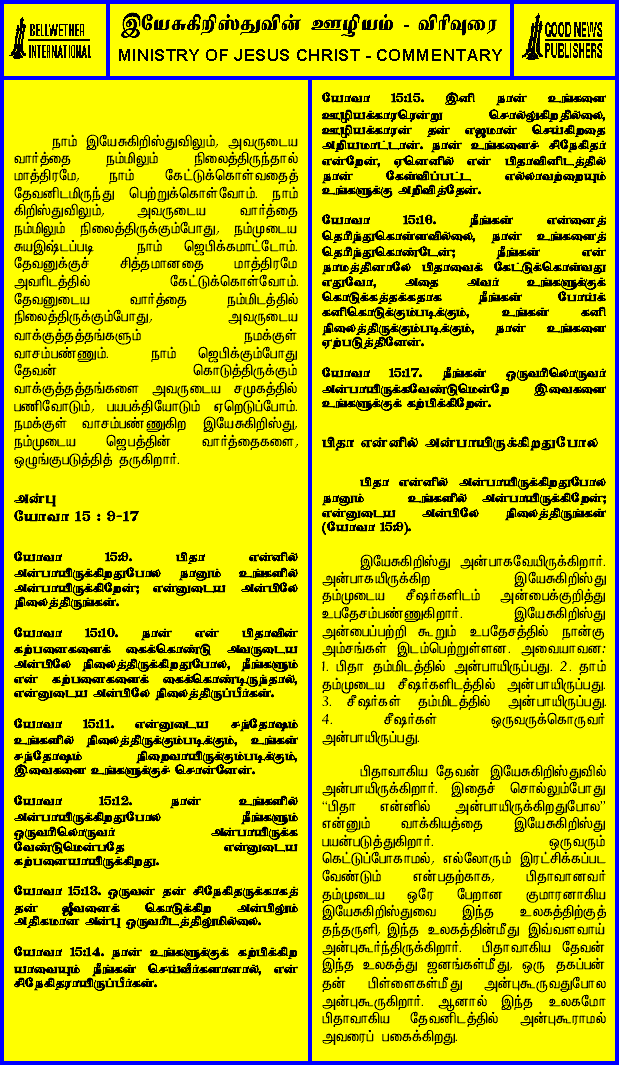 BELLWETHER
INTERNATIONAL
இயேசுகிறிஸ்துவின் ஊழியம் - விரிவுரை
MINISTRY OF JESUS CHRIST - COMMENTARY
GOOD NEWS
PUBLISHERS
நாம் இயேசுகிறிஸ்துவிலும், அவருடைய
வார்த்தை நம்மிலும் நிலைத்திருந்தால்
மாத்திரமே, நாம் கேட்டுக்கொள்வதைத்
தேவனிடமிருந்து பெற்றுக்கொள்வோம். நாம்
கிறிஸ்துவிலும், அவருடைய வார்த்தை
நம்மிலும் நிலைத்திருக்கும்போது, நம்முடைய
சுயஇஷ்டப்படி நாம் ஜெபிக்கமாட்டோம்.
தேவனுக்குச் சித்தமானதை மாத்திரமே
அவரிடத்தில் கேட்டுக்கொள்வோம்.
தேவனுடைய வார்த்தை நம்மிடத்தில்
நிலைத்திருக்கும்போது, அவருடைய
வாக்குத்தத்தங்களும் நமக்குள்
வாசம்பண்ணும். நாம் ஜெபிக்கும்போது
தேவன் கொடுத்திருக்கும்
வாக்குத்தத்தங்களை அவருடைய சமுகத்தில்
பணிவோடும், பயபக்தியோடும் ஏறெடுப்போம்.
நமக்குள் வாசம்பண்ணுகிற இயேசுகிறிஸ்து,
நம்முடைய ஜெபத்தின் வார்த்தைகளை,
ஒழுங்குபடுத்தித் தருகிறார்.
அன்பு
யோவா 15 : 9-17
யோவா 15:9. பிதா என்னில்
அன்பாயிருக்கிறதுபோல நானும் உங்களில்
அன்பாயிருக்கிறேன்; என்னுடைய அன்பிலே
நிலைத்திருங்கள்.
யோவா 15:10. நான் என் பிதாவின்
கற்பனைகளைக் கைக்கொண்டு அவருடைய
அன்பிலே நிலைத்திருக்கிறதுபோல, நீங்களும்
என் கற்பனைகளைக் கைக்கொண்டிருந்தால்,
என்னுடைய அன்பிலே நிலைத்திருப்பீர்கள்.
யோவா 15:11. என்னுடைய சந்தோஷம்
உங்களில் நிலைத்திருக்கும்படிக்கும், உங்கள்
சந்தோஷம் நிறைவாயிருக்கும்படிக்கும்,
இவைகளை உங்களுக்குச் சொன்னேன்.
யோவா 15:12. நான் உங்களில்
அன்பாயிருக்கிறதுபோல நீங்களும்
ஒருவரிலொருவர் அன்பாயிருக்க
வேண்டுமென்பதே என்னுடைய
கற்பனையாயிருக்கிறது.
யோவா 15:13. ஒருவன் தன் சிநேகிதருக்காகத்
தன் ஜீவனைக் கொடுக்கிற அன்பிலும்
அதிகமான அன்பு ஒருவரிடத்திலுமில்லை.
யோவா 15:14. நான் உங்களுக்குக் கற்பிக்கிற
யாவையும் நீங்கள் செய்வீர்களானால், என்
சிநேகிதராயிருப்பீர்கள்.
யோவா 15:15. இனி நான் உங்களை
ஊழியக்காரரென்று சொல்லுகிறதில்லை,
ஊழியக்காரன் தன் எஜமான் செய்கிறதை
அறியமாட்டான். நான் உங்களைச் சிநேகிதர்
என்றேன், ஏனெனில் என் பிதாவினிடத்தில்
நான் கேள்விப்பட்ட எல்லாவற்றையும்
உங்களுக்கு அறிவித்தேன்.
யோவா 15:16. நீங்கள் என்னைத்
தெரிந்துகொள்ளவில்லை, நான் உங்களைத்
தெரிந்துகொண்டேன்; நீங்கள் என்
நாமத்தினாலே பிதாவைக் கேட்டுக்கொள்வது
எதுவோ, அதை அவர் உங்களுக்குக்
கொடுக்கத்தக்கதாக நீங்கள் போய்க்
கனிகொடுக்கும்படிக்கும், உங்கள் கனி
நிலைத்திருக்கும்படிக்கும், நான் உங்களை
ஏற்படுத்தினேன்.
யோவா 15:17. நீங்கள் ஒருவரிலொருவர்
அன்பாயிருக்கவேண்டுமென்றே இவைகளை
உங்களுக்குக் கற்பிக்கிறேன்.
பிதா என்னில் அன்பாயிருக்கிறதுபோல
பிதா என்னில் அன்பாயிருக்கிறதுபோல
நானும் உங்களில் அன்பாயிருக்கிறேன்;
என்னுடைய அன்பிலே நிலைத்திருங்கள்
(யோவா 15:9).
இயேசுகிறிஸ்து அன்பாகவேயிருக்கிறார்.
அன்பாகயிருக்கிற இயேசுகிறிஸ்து
தம்முடைய சீஷர்களிடம் அன்பைக்குறித்து
உபதேசம்பண்ணுகிறார். இயேசுகிறிஸ்து
அன்பைப்பற்றி கூறும் உபதேசத்தில் நான்கு
அம்சங்கள் இடம்பெற்றுள்ளன. அவையாவன:
1. பிதா தம்மிடத்தில் அன்பாயிருப்பது. 2. தாம்
தம்முடைய சீஷர்களிடத்தில் அன்பாயிருப்பது.
3. சீஷர்கள் தம்மிடத்தில் அன்பாயிருப்பது.
4. சீஷர்கள் ஒருவருக்கொருவர்
அன்பாயிருப்பது.
பிதாவாகிய தேவன் இயேசுகிறிஸ்துவில்
அன்பாயிருக்கிறார். இதைச் சொல்லும்போது
“பிதா என்னில் அன்பாயிருக்கிறதுபோல”
என்னும் வாக்கியத்தை இயேசுகிறிஸ்து
பயன்படுத்துகிறார். ஒருவரும்
கெட்டுப்போகாமல், எல்லோரும் இரட்சிக்கப்பட
வேண்டும் என்பதற்காக, பிதாவானவர்
தம்முடைய ஒரே பேறான குமாரனாகிய
இயேசுகிறிஸ்துவை இந்த உலகத்திற்குத்
தந்தருளி, இந்த உலகத்தின்மீது இவ்வளவாய்
அன்புகூர்ந்திருக்கிறார். பிதாவாகிய தேவன்
இந்த உலகத்து ஜனங்கள்மீது, ஒரு தகப்பன்
தன் பிள்ளைகள்மீது அன்புகூருவதுபோல
அன்புகூருகிறார். ஆனால் இந்த உலகமோ
பிதாவாகிய தேவனிடத்தில் அன்புகூராமல்
அவரைப் பகைக்கிறது.